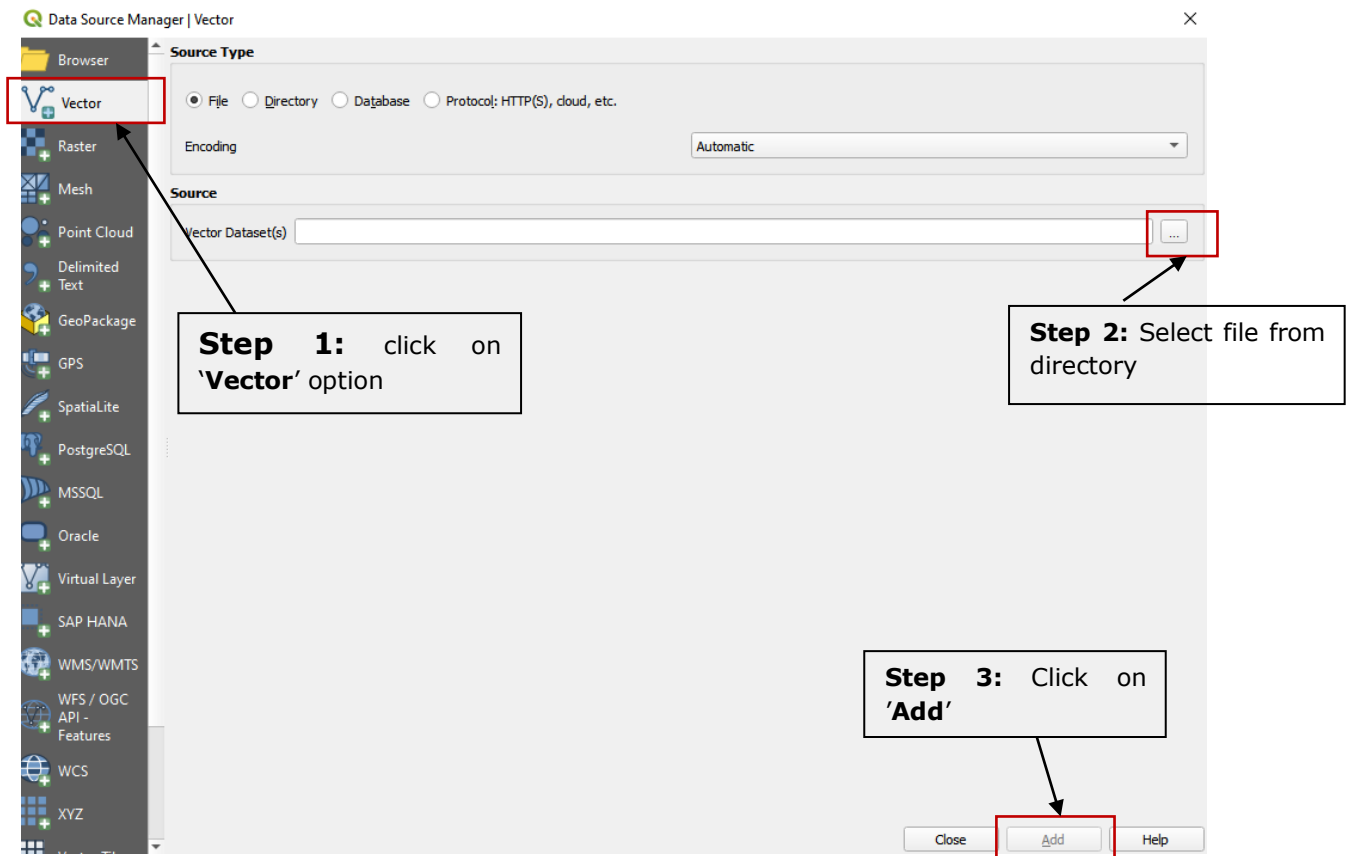 Data Source Manager | Vector
Browser
Vector
Raster
Mesh
Point Cloud
Delimited
Text
GeoPackage
GPS
SpatiaLite
PostgreSQL
MSSQL
Oracle
Virtual Layer
SAP HANA
WMS/WMTS
WFS / OGC
API -
Features
WCS
XYZ
Source Type
File Directory Database Protocol: HTTP(S), cloud, etc.
Encoding Automatic
Source
Vector Dataset(s) ...
Step 1: click on
‘Vector’ option
Step 2: Select file from
directory
Step 3: Click on
’Add’
Close Add Help